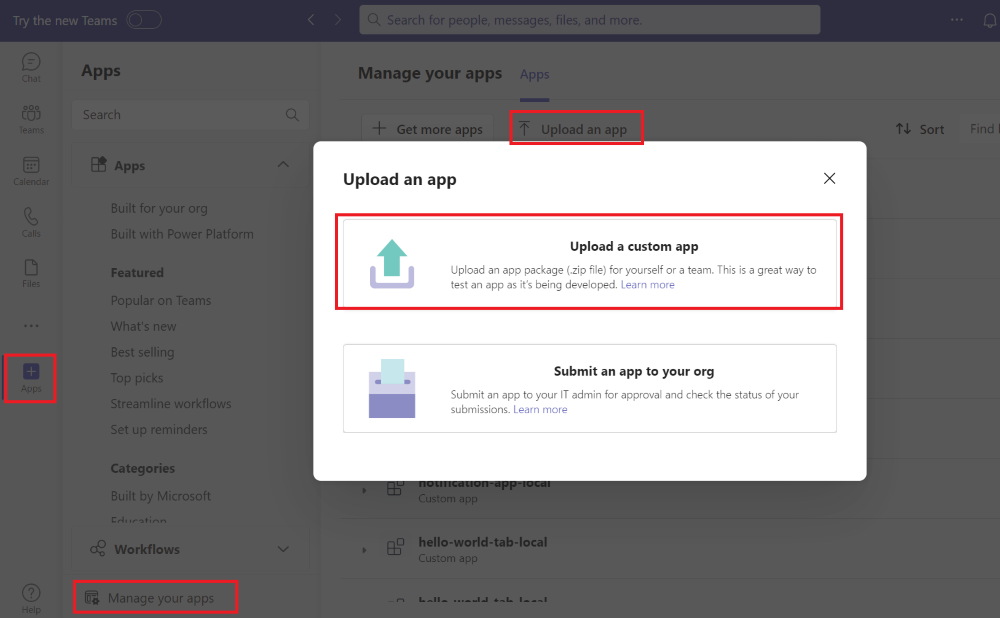 Try the new Teams
Search for people, messages, files, and more.
Chat
Teams
Calendar
Calls
Files
Apps
Help
Apps
Search
Apps
Built for your org
Built with Power Platform
Featured
Popular on Teams
What's new
Best selling
Top picks
Streamline workflows
Set up reminders
Categories
Built by Microsoft
Education
Workflows
Manage your apps
Manage your apps
Apps
Get more apps
Upload an app
Sort
Find
Upload an app
Upload a custom app
Upload an app package (.zip file) for yourself or a team. This is a great way to
test an app as it's being developed. Learn more
Submit an app to your org
Submit an app to your IT admin for approval and check the status of your
submissions. Learn more
notification-app-local
Custom app
hello-world-tab-local
Custom app
hello-world-tab-local